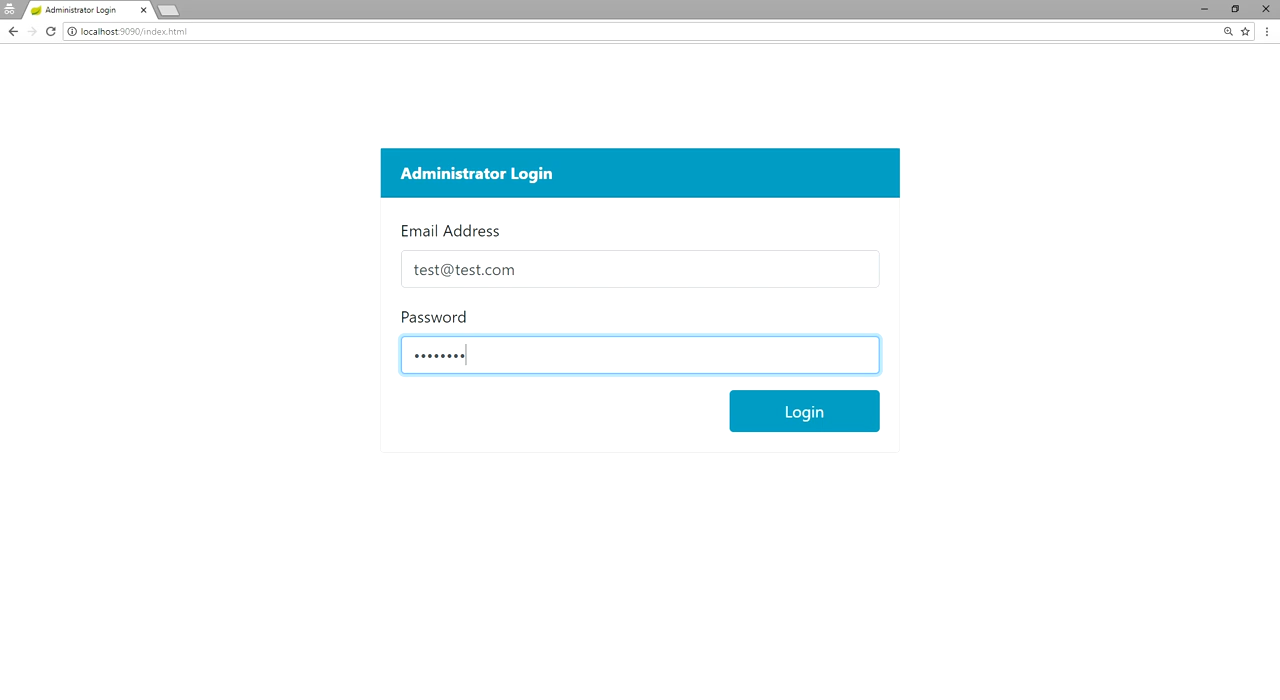 Administrator Login
localhost:9090/index.html
Administrator Login
Email Address
test@test.com
Password
••••••••
Login